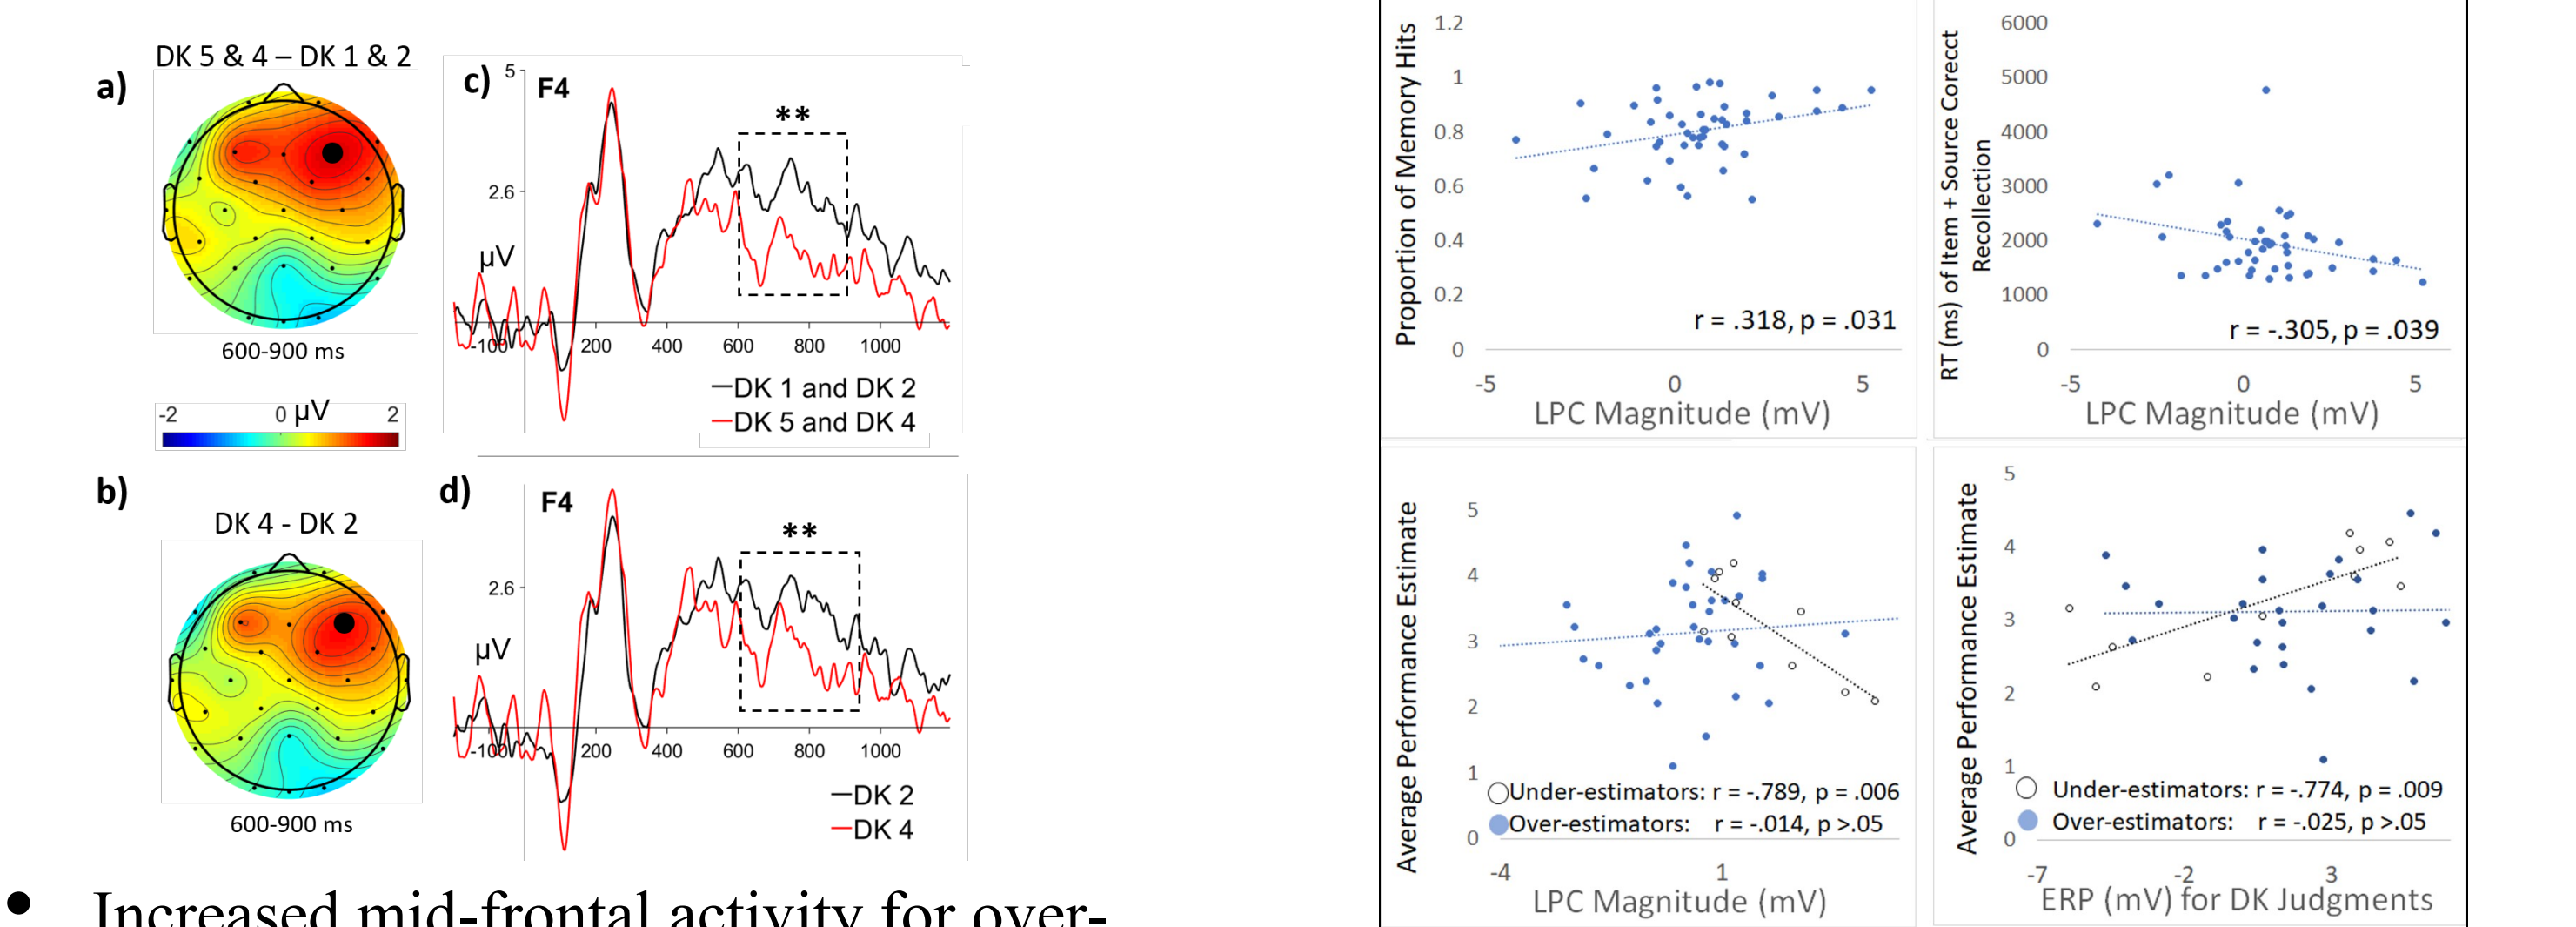 DK 5 & 4 – DK 1 & 2
a)
600-900 ms
-2 0 µV 2
b)
DK 4 - DK 2
600-900 ms
c)
F4
5
**
2.6
µV
-100 200 400 600 800 1000
DK 1 and DK 2
DK 5 and DK 4
d)
F4
**
2.6
µV
-100 200 400 600 800 1000
DK 2
DK 4
• Increased mid-frontal activity for over-
Proportion of Memory Hits
1.2
1
0.8
0.6
0.4
0.2
0
r = .318, p = .031
-5 0 5
LPC Magnitude (mV)
RT (ms) of Item + Source Corect
Recollection
6000
5000
4000
3000
2000
1000
0
r = -.305, p = .039
-5 0 5
LPC Magnitude (mV)
Average Performance Estimate
5
4
3
2
1
0
Under-estimators: r = -.789, p = .006
Over-estimators: r = -.014, p >.05
-4 1
LPC Magnitude (mV)
Average Performance Estimate
5
4
3
2
1
0
Under-estimators: r = -.774, p = .009
Over-estimators: r = -.025, p >.05
-7 -2 3
ERP (mV) for DK Judgments